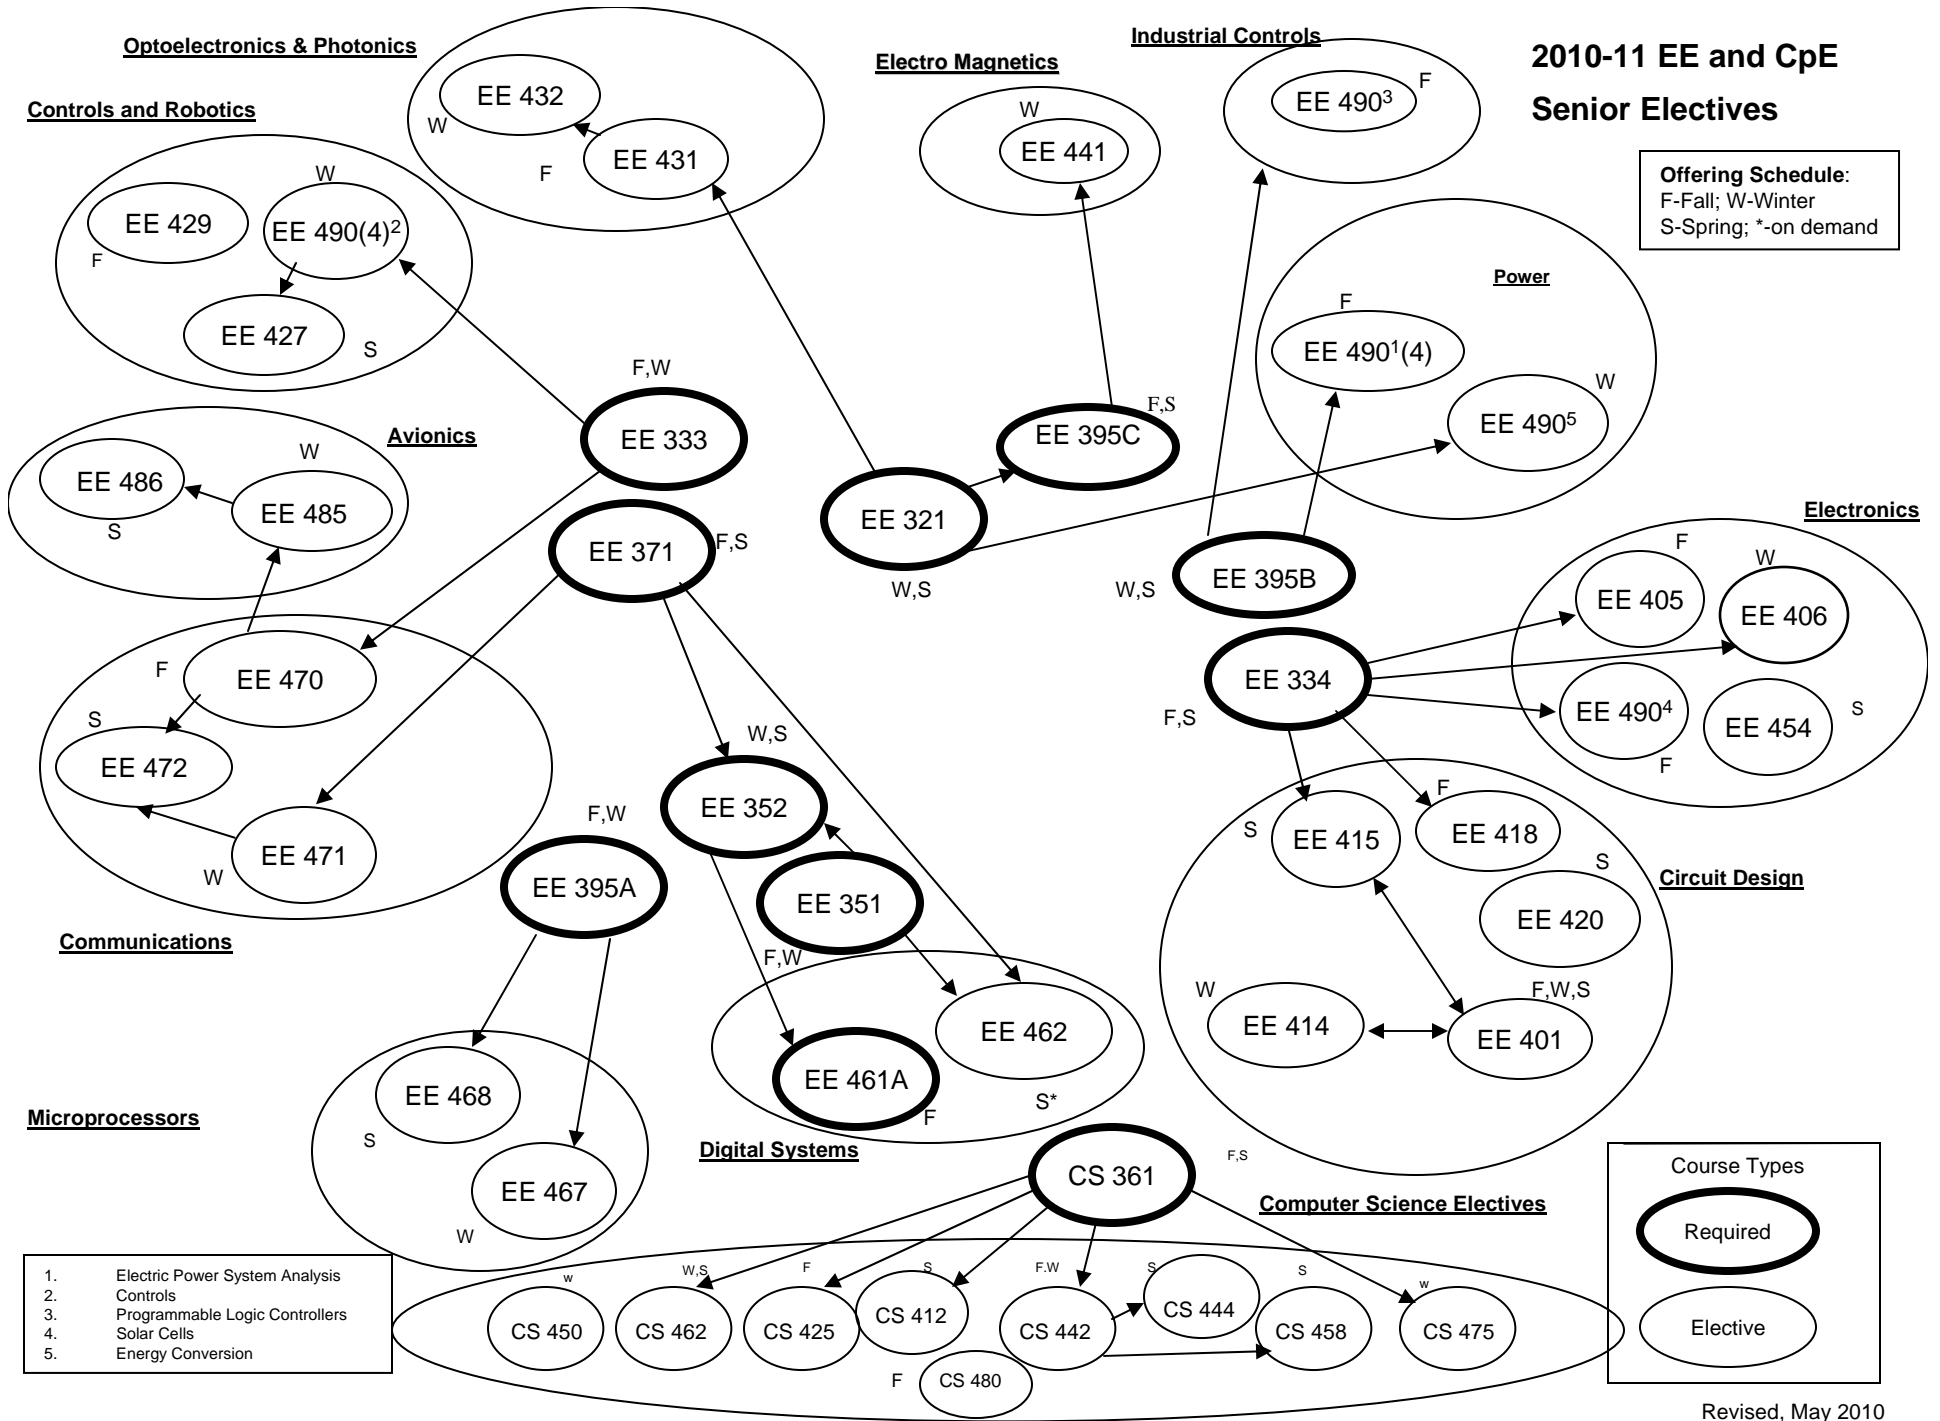 2010-11 EE and CpE
Senior Electives
Offering Schedule:
F-Fall; W-Winter
S-Spring; *-on demand
Optoelectronics & Photonics
EE 432
W
EE 431
F
Electro Magnetics
W
EE 441
Industrial Controls
EE 490³
F
Controls and Robotics
W
EE 429
F
EE 490(4)²
EE 427
S
Power
F
EE 490¹(4)
W
EE 490⁵
F,W
EE 333
F,S
EE 395C
Avionics
W
EE 486
S
EE 485
EE 371
F,S
EE 321
W,S
W,S
EE 395B
Electronics
F
EE 405
W
EE 406
EE 490⁴
F
EE 454
S
EE 334
F,S
F
EE 470
S
EE 472
EE 471
W
Communications
W,S
EE 352
F,W
EE 395A
EE 351
F,W
F
S
EE 415
EE 418
S
EE 420
Circuit Design
W
EE 414
F,W,S
EE 401
EE 462
S*
EE 461A
F
Digital Systems
Microprocessors
EE 468
S
EE 467
W
CS 361
F,S
Computer Science Electives
w
CS 450
W,S
CS 462
F
CS 425
S
CS 412
F.W
CS 442
S
CS 444
S
CS 458
w
CS 475
F
CS 480
Course Types
Required
Elective
1. Electric Power System Analysis
2. Controls
3. Programmable Logic Controllers
4. Solar Cells
5. Energy Conversion
Revised, May 2010